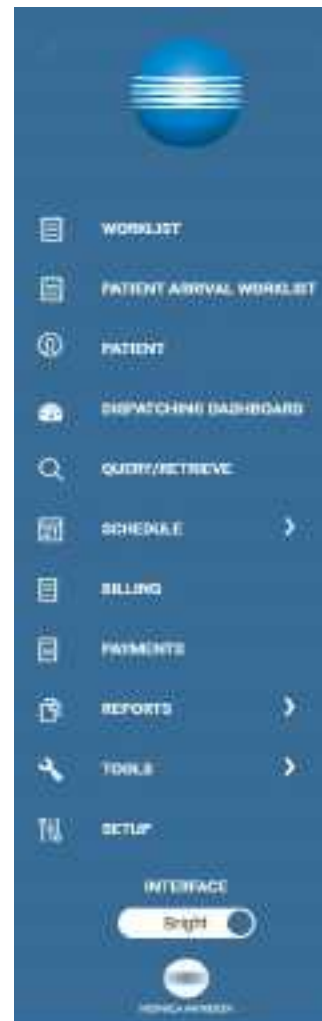 WORKLIST
PATIENT ARRIVAL WORKLIST
PATIENT
DISPATCHING DASHBOARD
QUERY/RETRIEVE
SCHEDULE
BILLING
PAYMENTS
REPORTS
TOOLS
SETUP
INTERFACE
Bright